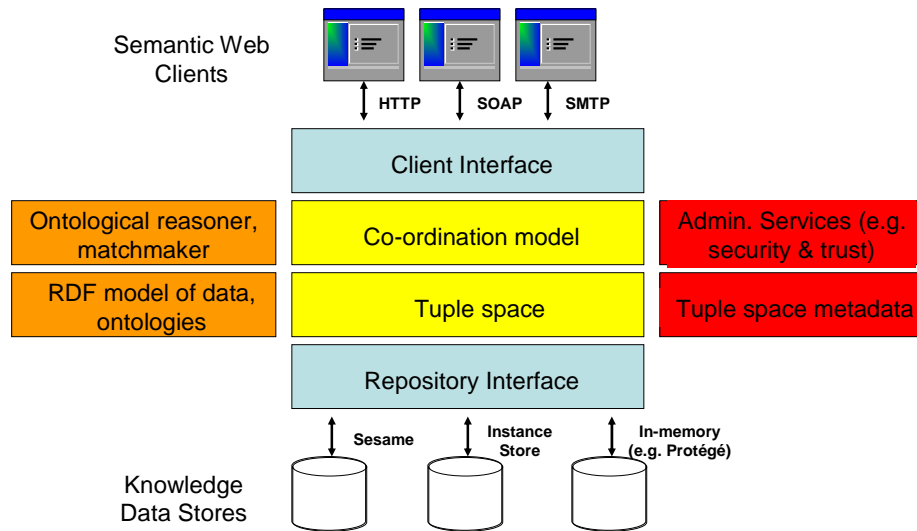 Semantic Web
Clients
HTTP
SOAP
SMTP
Client Interface
Ontological reasoner,
matchmaker
Co-ordination model
Admin. Services (e.g.
security & trust)
RDF model of data,
ontologies
Tuple space
Tuple space metadata
Repository Interface
Sesame
Instance
Store
In-memory
(e.g. Protégé)
Knowledge
Data Stores